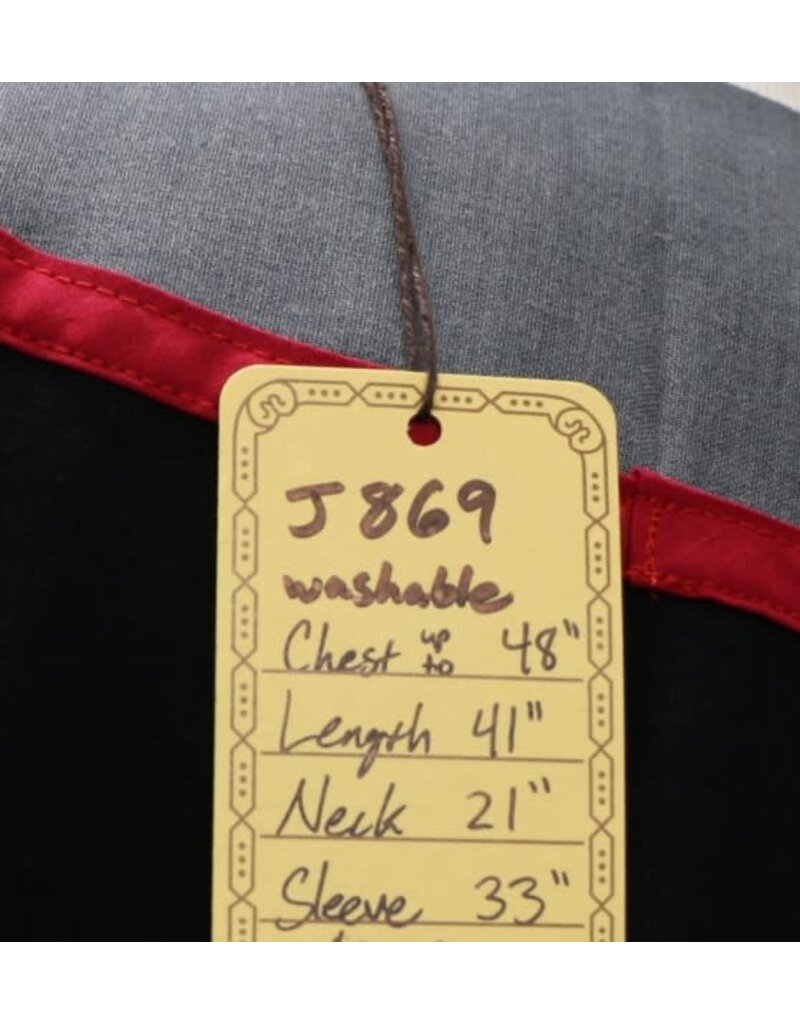 J869
washable
Chest up to 48"
Length 41"
Neck 21"
Sleeve 33"